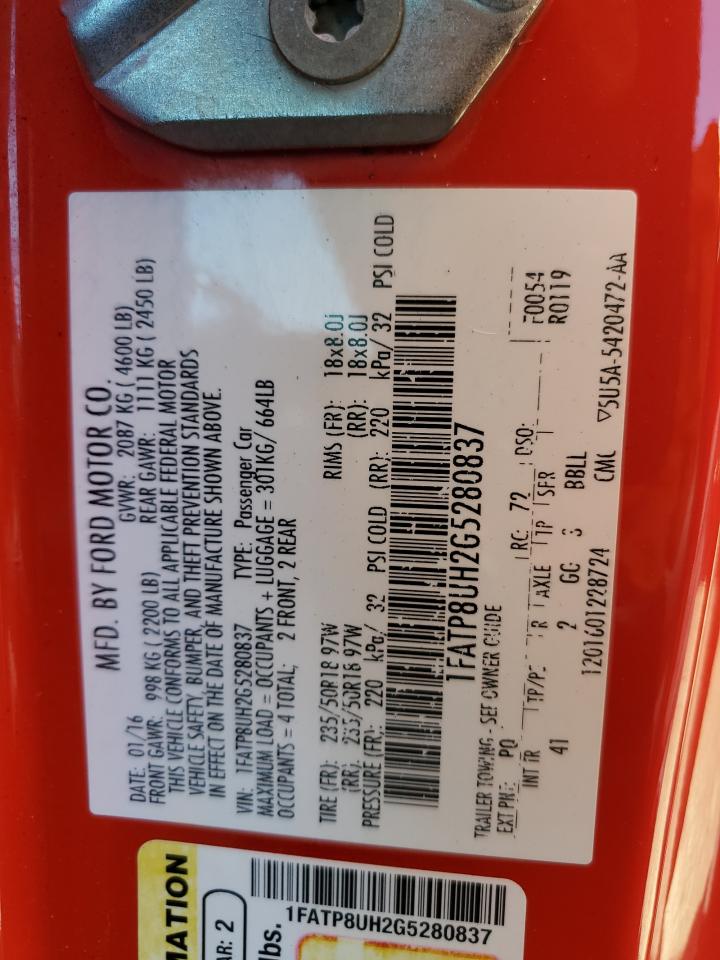 MFD. BY FORD MOTOR CO.
DATE: 01/16 GVWR: 2087 KG ( 4600 LB)
FRONT GAWR: 998 KG ( 2200 LB) REAR GAWR: 1111 KG ( 2450 LB)
THIS VEHICLE CONFORMS TO ALL APPLICABLE FEDERAL MOTOR
VEHICLE SAFETY, BUMPER, AND THEFT PREVENTION STANDARDS
IN EFFECT ON THE DATE OF MANUFACTURE SHOWN ABOVE.
VIN: 1FATP8UH2G5280837 TYPE: Passenger Car
MAXIMUM LOAD = OCCUPANTS + LUGGAGE = 301KG/ 664LB
OCCUPANTS = 4 TOTAL; 2 FRONT, 2 REAR
TIRE (FR): 235/50R18 97W RIMS (FR): 18x8.0J
(RR): 235/50R18 97W (RR): 18x8.0J
PRESSURE (FR): 220 kPa/ 32 PSI COLD (RR): 220 kPa/ 32 PSI COLD
1FATP8UH2G5280837
TRAILER TOWING - SEE OWNER GUIDE
EXT PNT: PQ RC: 72 DSO: F0054
INT TR TP/PS R AXLE TP SFR R0119
41 2 GC 3 BBLL
1201601228724 CMC ▽5U5A-5420472-AA
MATION
AR: 2
lbs.
1FATP8UH2G5280837